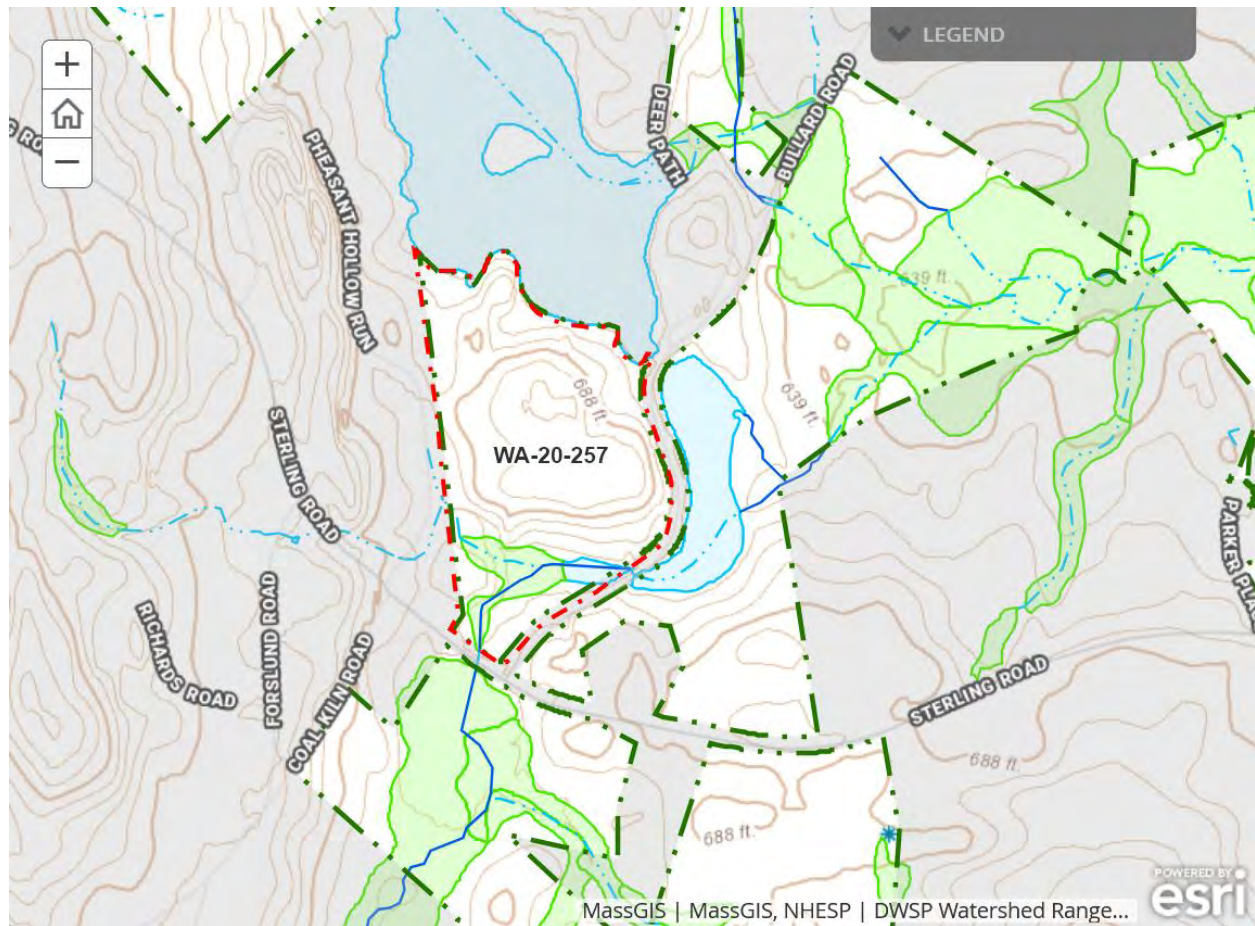 LEGEND
+
−
G RO
DEER PATH
BULLARD ROAD
PHEASANT HOLLOW RUN
639 ft.
688 ft.
639 ft.
WA-20-257
STERLING ROAD
PARKER PLA
RICHARDS ROAD
FORSLUND ROAD
COAL KILN ROAD
STERLING ROAD
688 ft.
688 ft.
POWERED BY
esri
MassGIS | MassGIS, NHESP | DWSP Watershed Range...